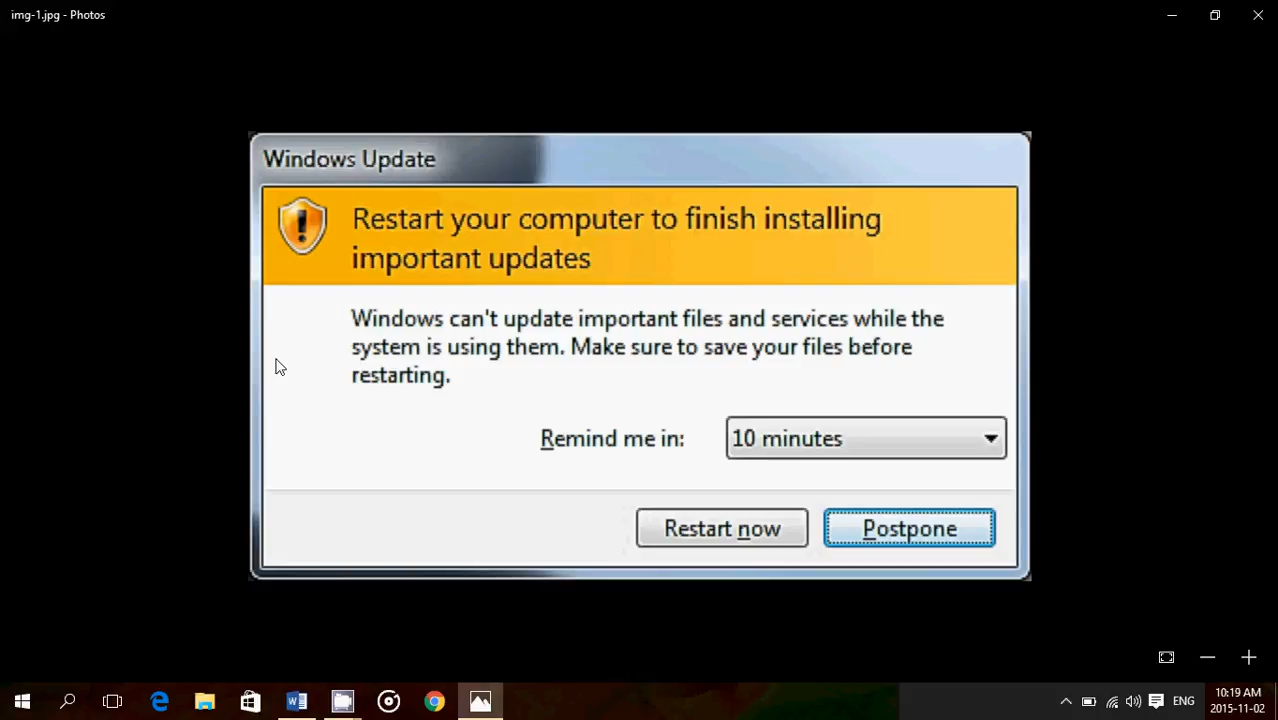 img-1.jpg - Photos
Windows Update
Restart your computer to finish installing
important updates
Windows can't update important files and services while the
system is using them. Make sure to save your files before
restarting.
Remind me in:
10 minutes
Restart now
Postpone
ENG
10:19 AM
2015-11-02